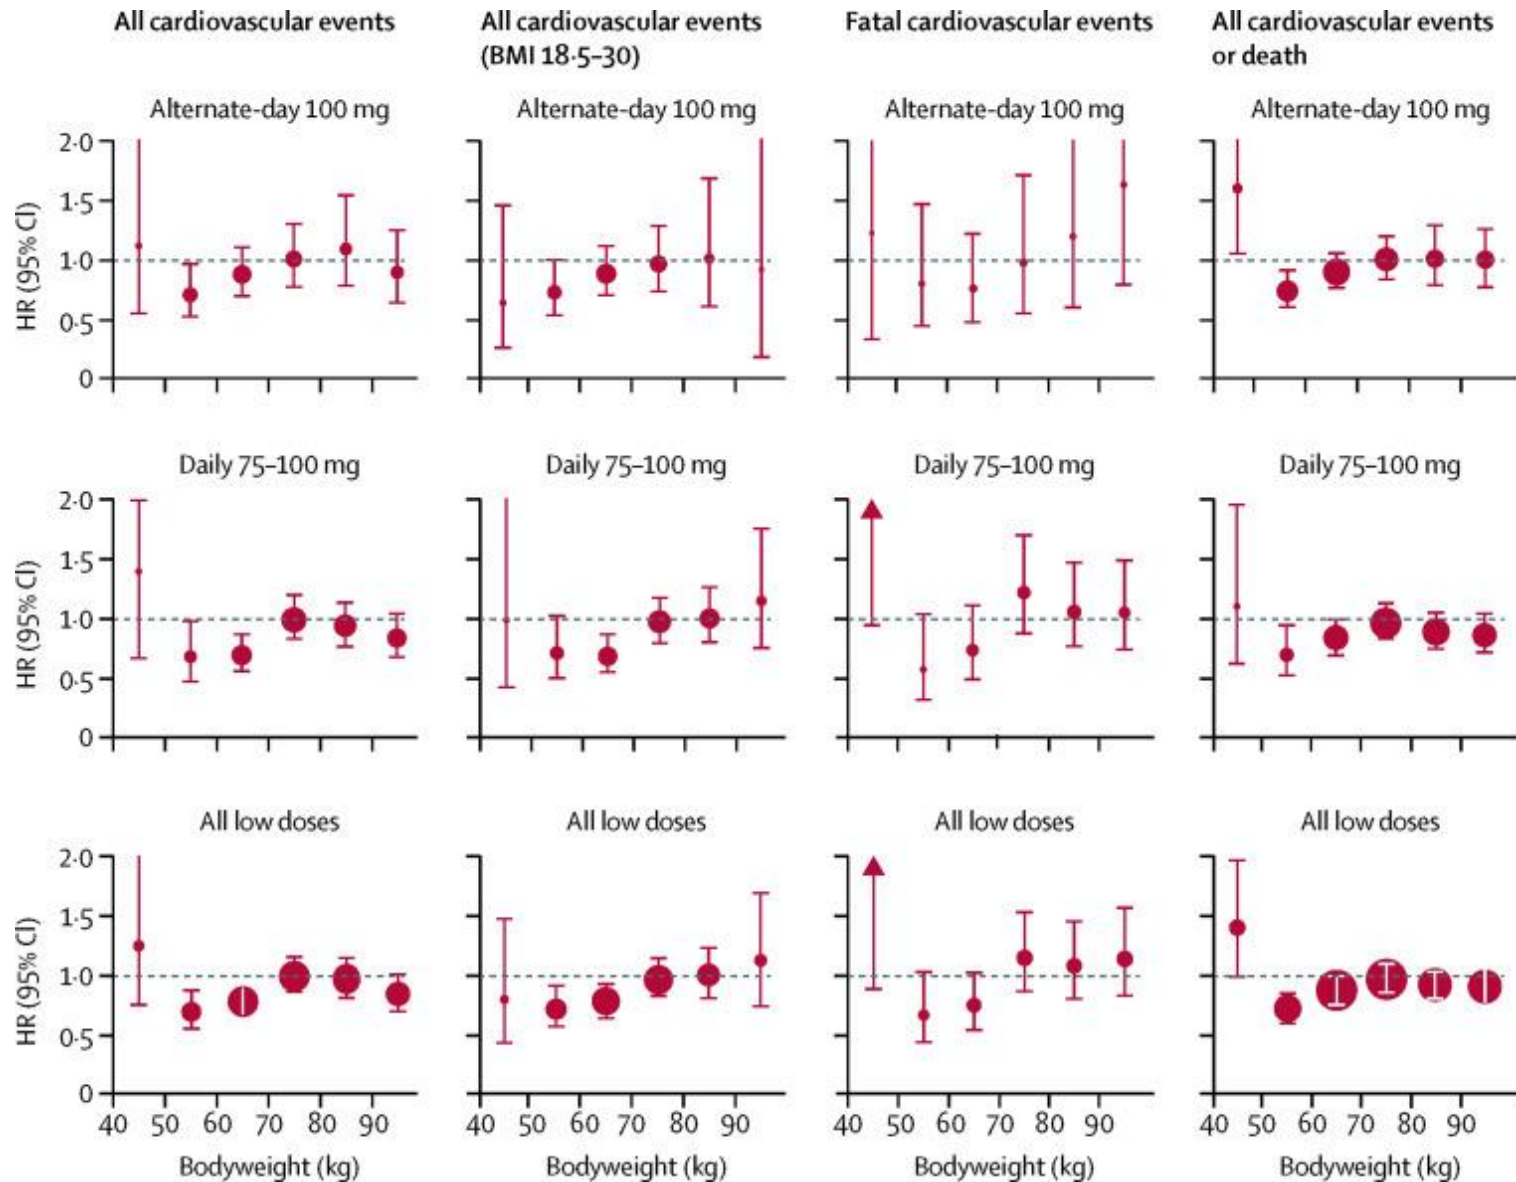 All cardiovascular events
All cardiovascular events
(BMI 18·5–30)
Fatal cardiovascular events
All cardiovascular events
or death
Alternate-day 100 mg
Alternate-day 100 mg
Alternate-day 100 mg
Alternate-day 100 mg
HR (95% CI)
2·0
1·5
1·0
0·5
0
40 50 60 70 80 90
Daily 75–100 mg
Daily 75–100 mg
Daily 75–100 mg
Daily 75–100 mg
HR (95% CI)
2·0
1·5
1·0
0·5
0
All low doses
All low doses
All low doses
All low doses
HR (95% CI)
2·0
1·5
1·0
0·5
0
40 50 60 70 80 90
40 50 60 70 80 90
40 50 60 70 80 90
Bodyweight (kg)
Bodyweight (kg)
Bodyweight (kg)
Bodyweight (kg)